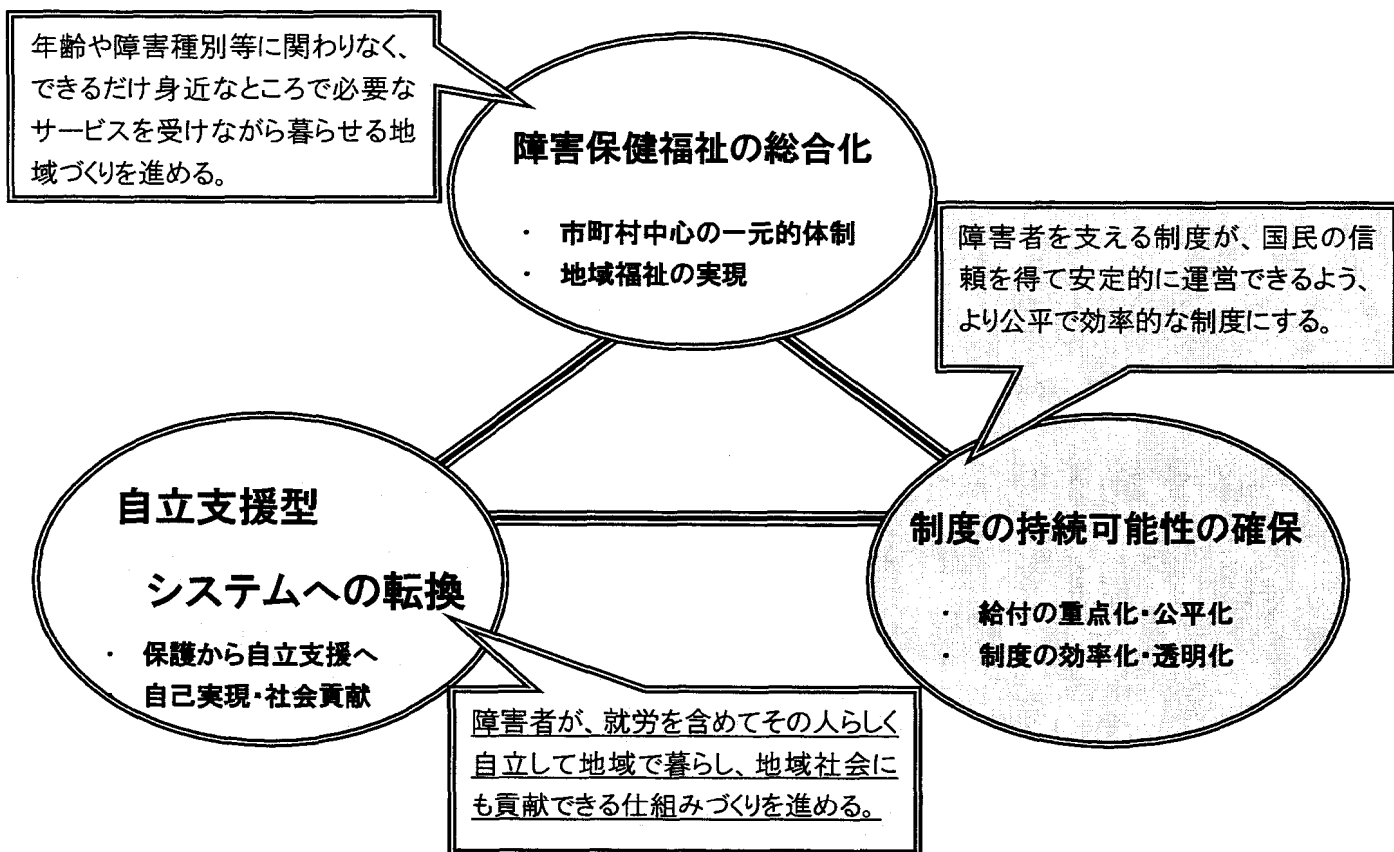 年齢や障害種別等に関わりなく、
できるだけ身近なところで必要な
サービスを受けながら暮らせる地
域づくりを進める。
障害保健福祉の総合化
・ 市町村中心の一元的体制
・ 地域福祉の実現
障害者を支える制度が、国民の信
頼を得て安定的に運営できるよう、
より公平で効率的な制度にする。
自立支援型
システムへの転換
・ 保護から自立支援へ
自己実現・社会貢献
制度の持続可能性の確保
・ 給付の重点化・公平化
・ 制度の効率化・透明化
障害者が、就労を含めてその人らしく
自立して地域で暮らし、地域社会に
も貢献できる仕組みづくりを進める。